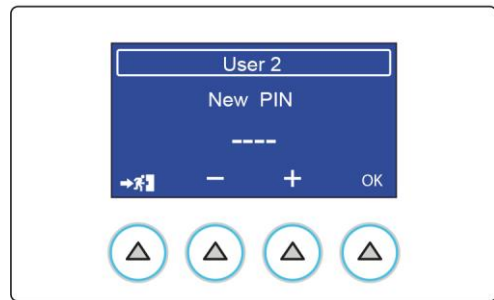 User 2
New PIN
----
− + OK